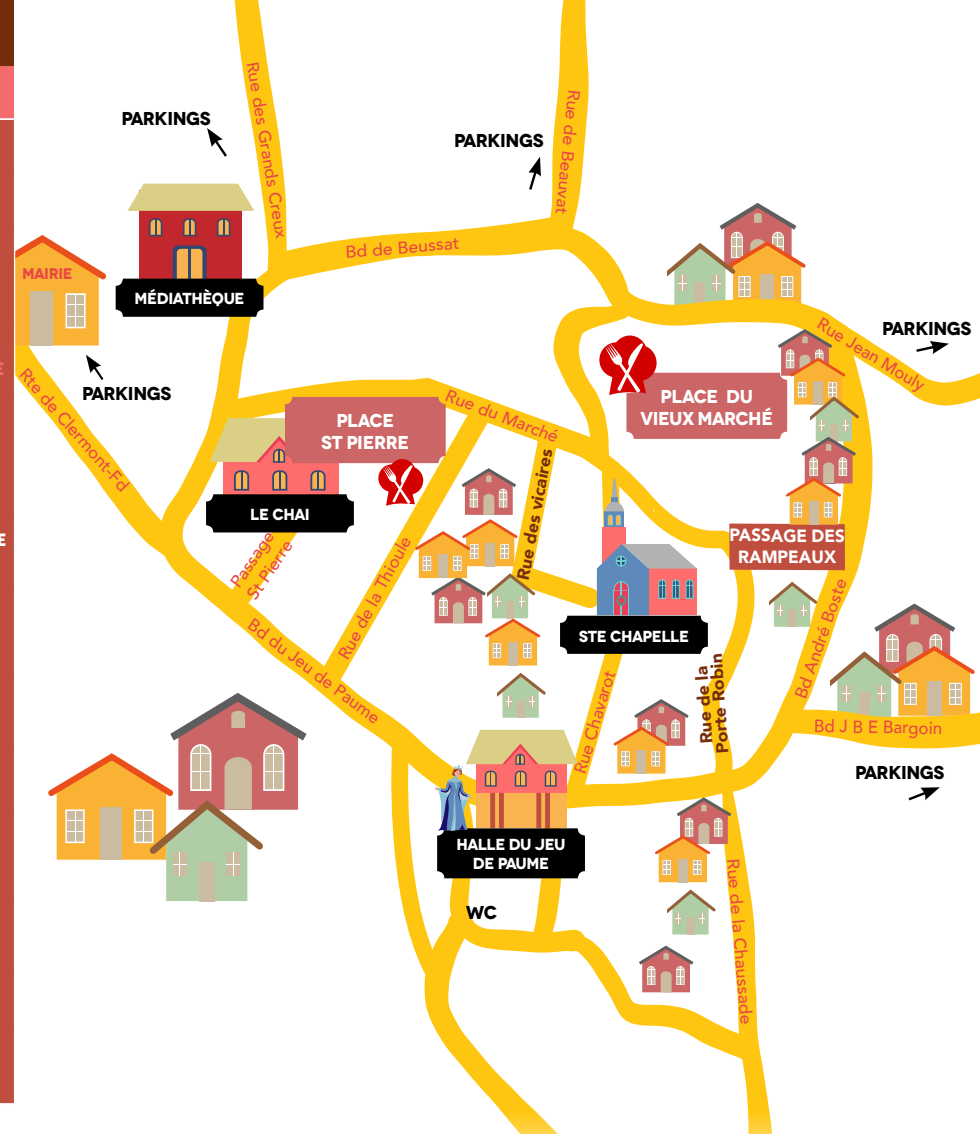 Rue des Grands Creux
Rue de Beauvat
PARKINGS
PARKINGS
Bd de Beussat
MAIRIE
MÉDIATHÈQUE
PARKINGS
Rue Jean Mouly
PARKINGS
Rte de Clermont-Fd
PLACE
ST PIERRE
Rue du Marché
PLACE DU
VIEUX MARCHÉ
LE CHAI
Rue des vicaires
PASSAGE DES
RAMPEAUX
E
Passage
St Pierre
Rue de la Thioule
Bd du Jeu de Paume
STE CHAPELLE
Bd André Boste
Rue Chavarot
Rue de la
Porte Robin
Bd J B E Bargoin
PARKINGS
HALLE DU JEU
DE PAUME
WC
Rue de la Chaussade